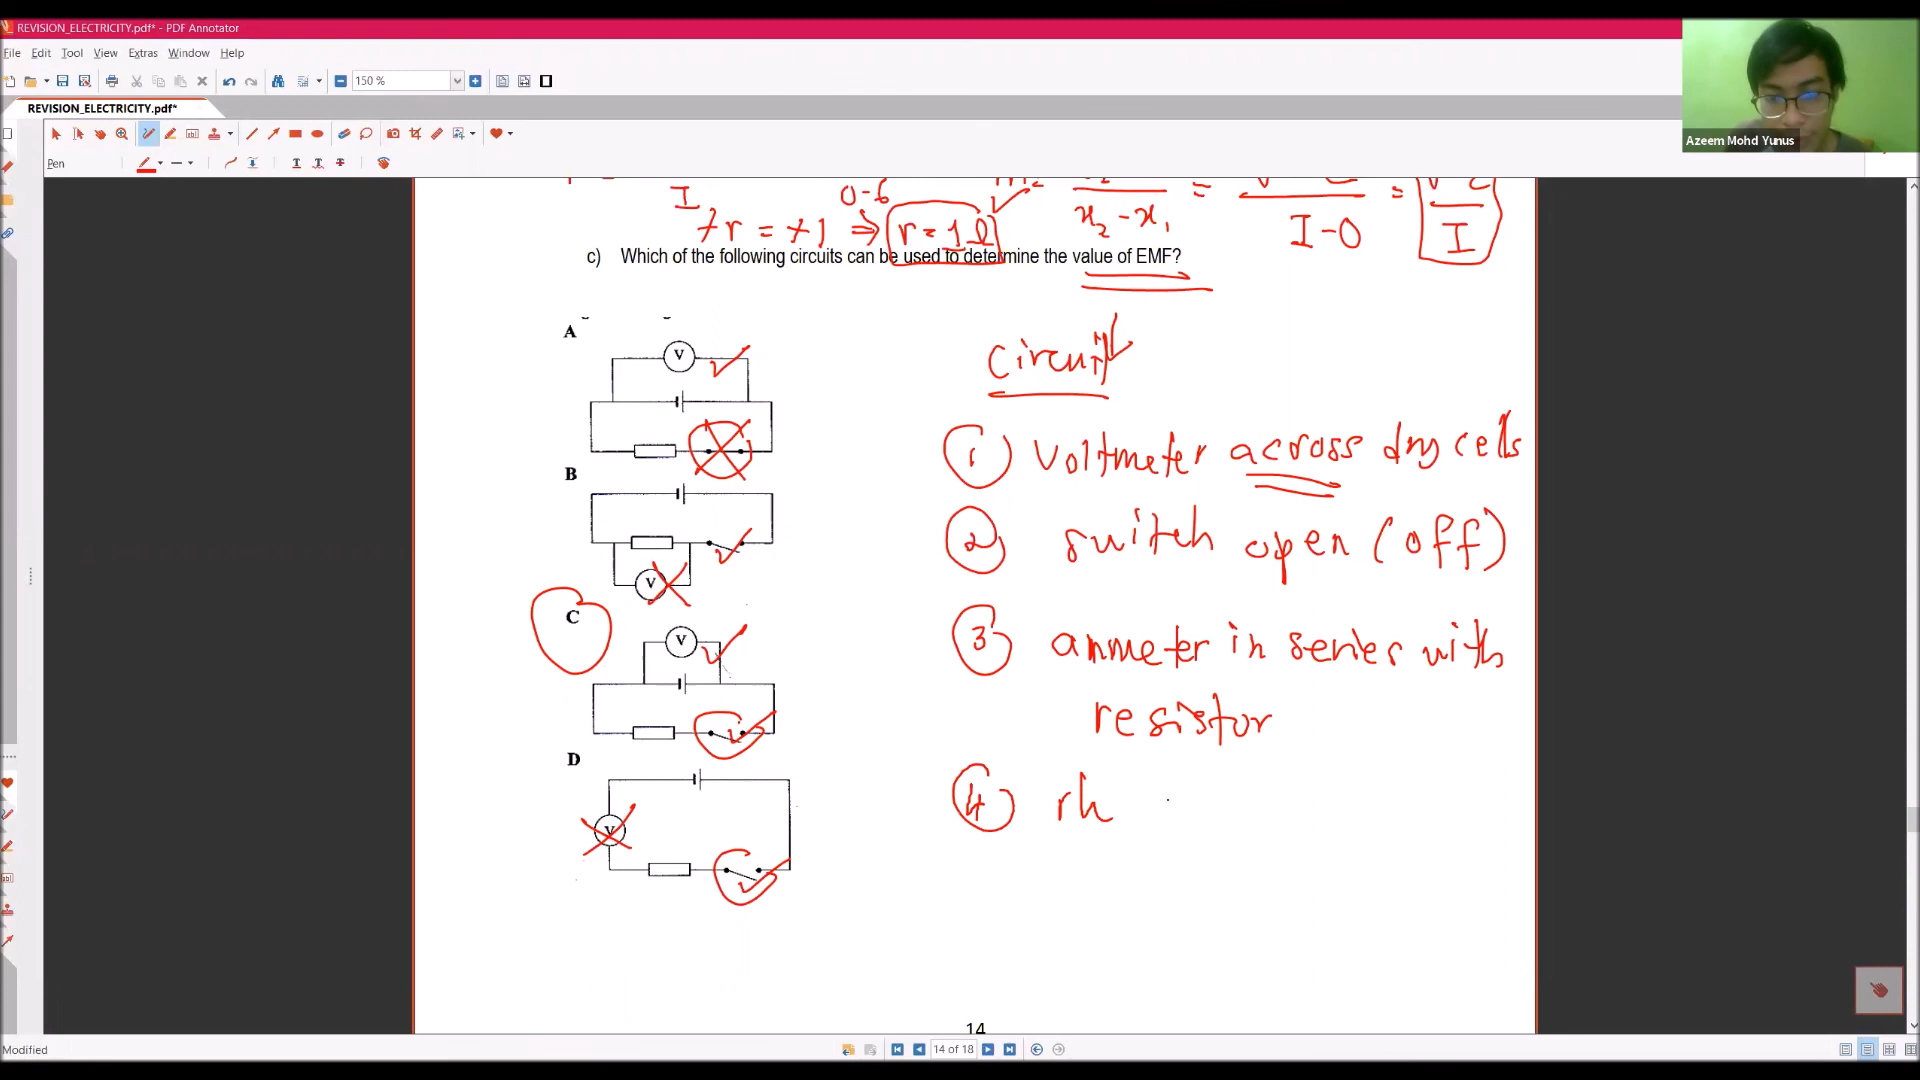 REVISION_ELECTRICITY.pdf* - PDF Annotator
File Edit Tool View Extras Window Help
150 %
REVISION_ELECTRICITY.pdf*
Pen
Azeem Mohd Yunus
I
0-6
x2 - x1
=
I-0
=
I
+r = +1 ⇒ r = 1Ω
c) Which of the following circuits can be used to determine the value of EMF?
A
V
Circuit
B
① Voltmeter across dry cells
② switch open (off)
V
C
V
③ ammeter in series with
resistor
D
④ rh
V
14
Modified
14 of 18